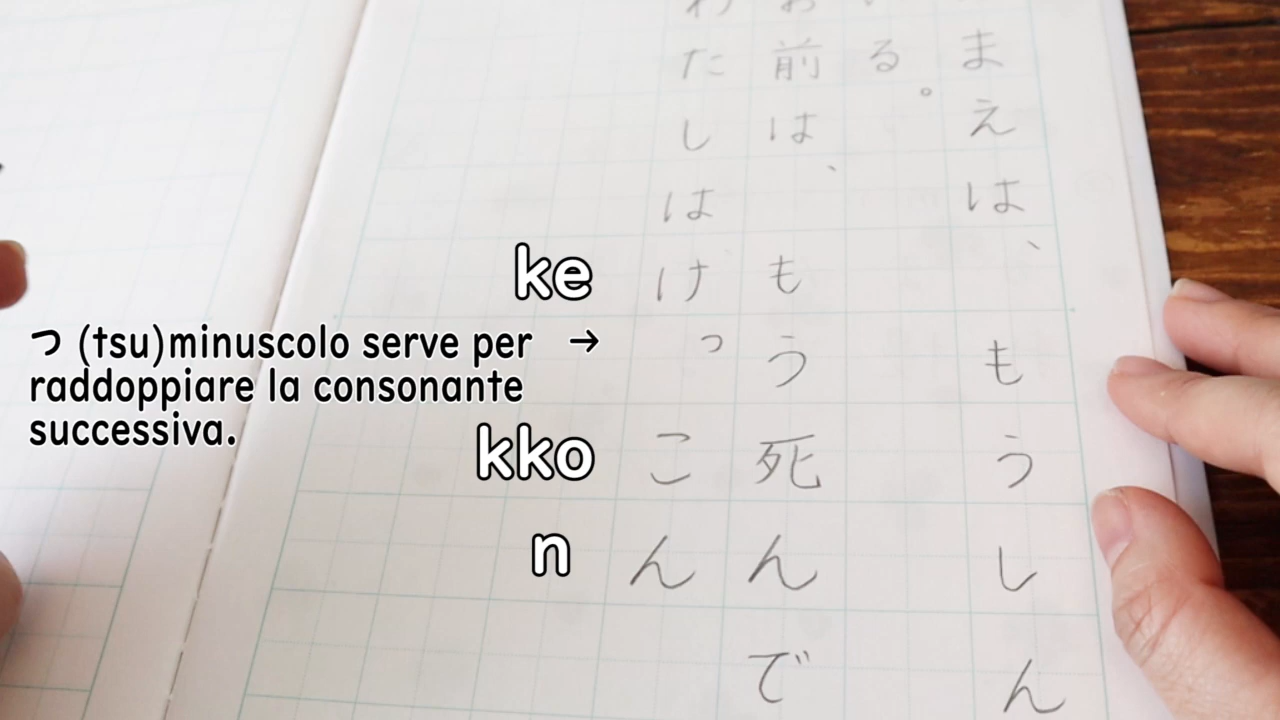 まえは、もうしん
る。
お前は、もう死んで
わたしはけっこん
ke
つ (tsu)minuscolo serve per →
raddoppiare la consonante
successiva.
kko
n